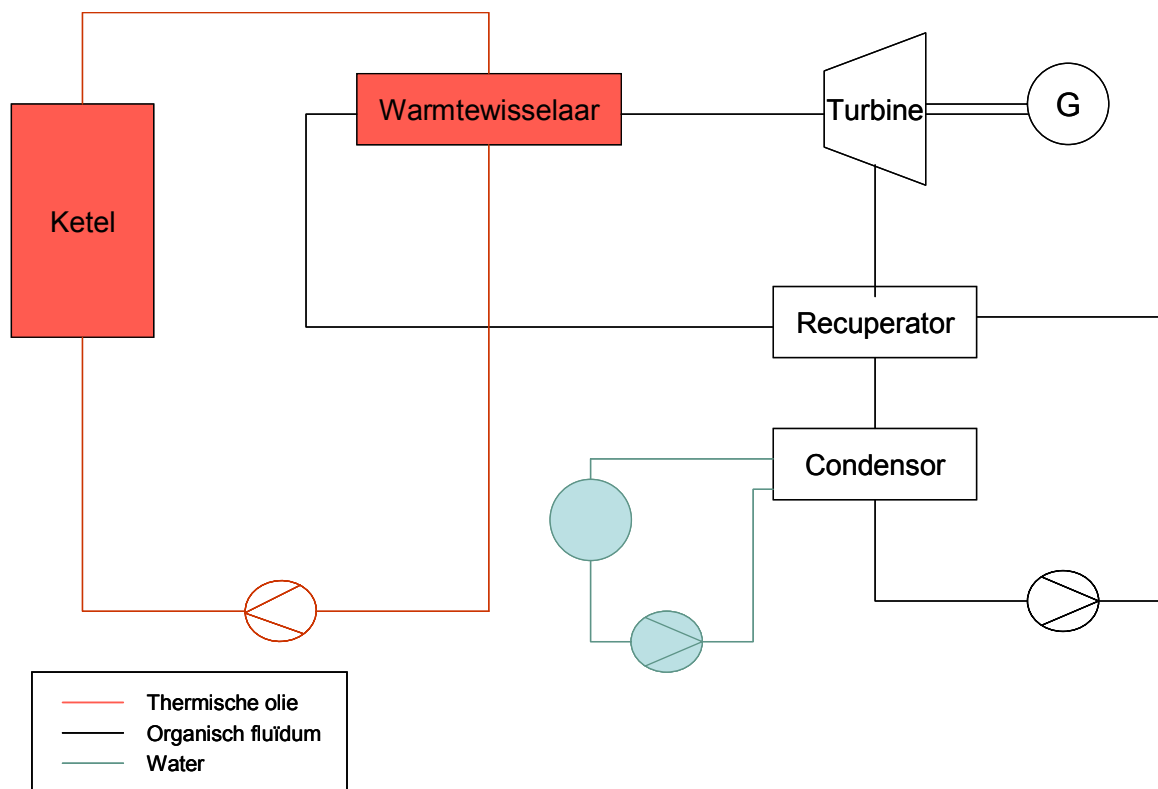 Warmtewisselaar
Turbine
G
Ketel
Recuperator
Condensor
Thermische olie
Organisch fluïdum
Water